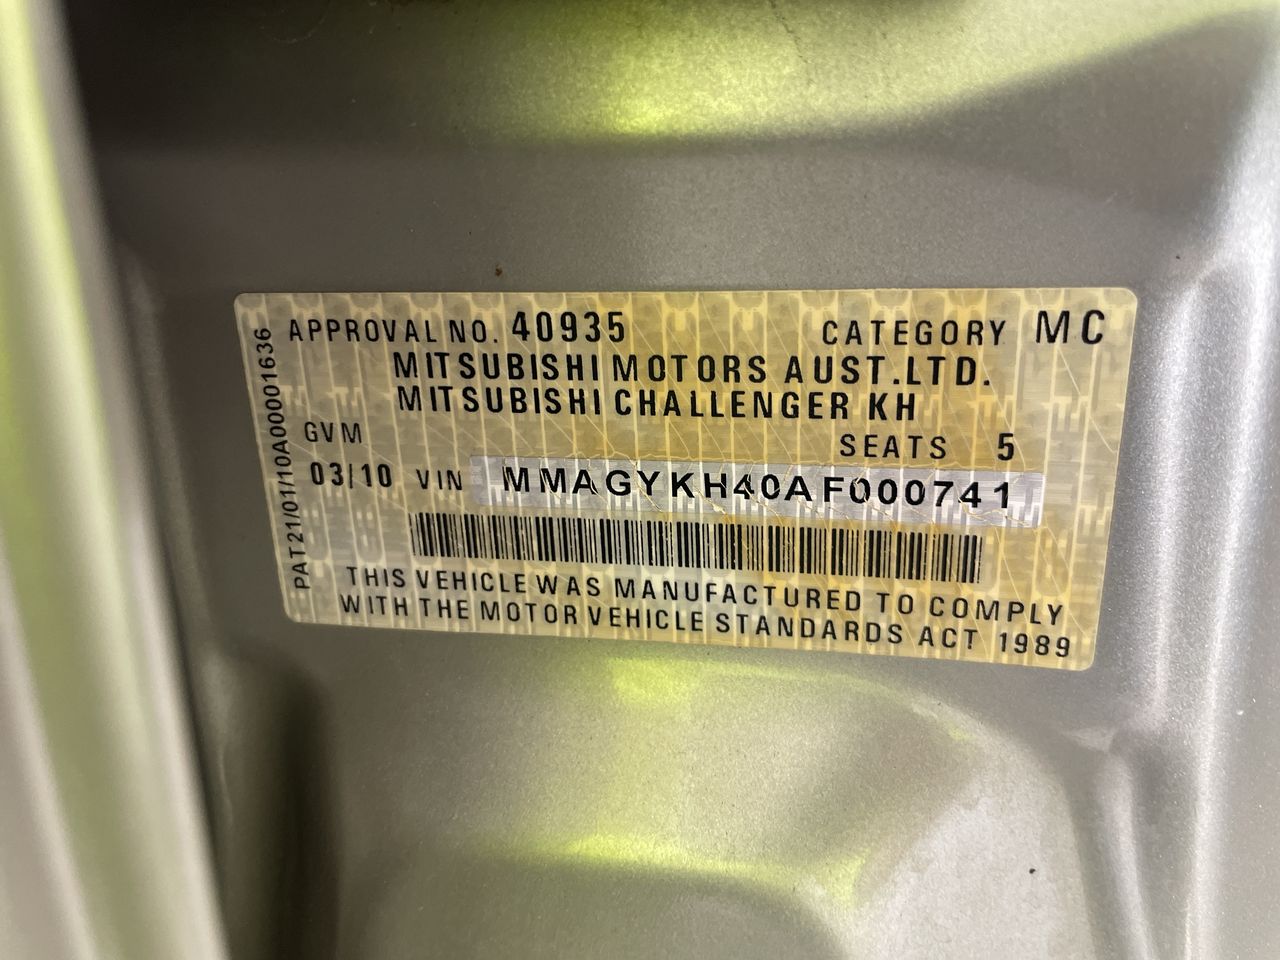 APPROVAL NO. 40935 CATEGORY MC
MITSUBISHI MOTORS AUST.LTD.
MITSUBISHI CHALLENGER KH
GVM SEATS 5
03/10 VIN MMAGYKH40AF000741
THIS VEHICLE WAS MANUFACTURED TO COMPLY
WITH THE MOTOR VEHICLE STANDARDS ACT 1989
PAT21/01/10A00001636